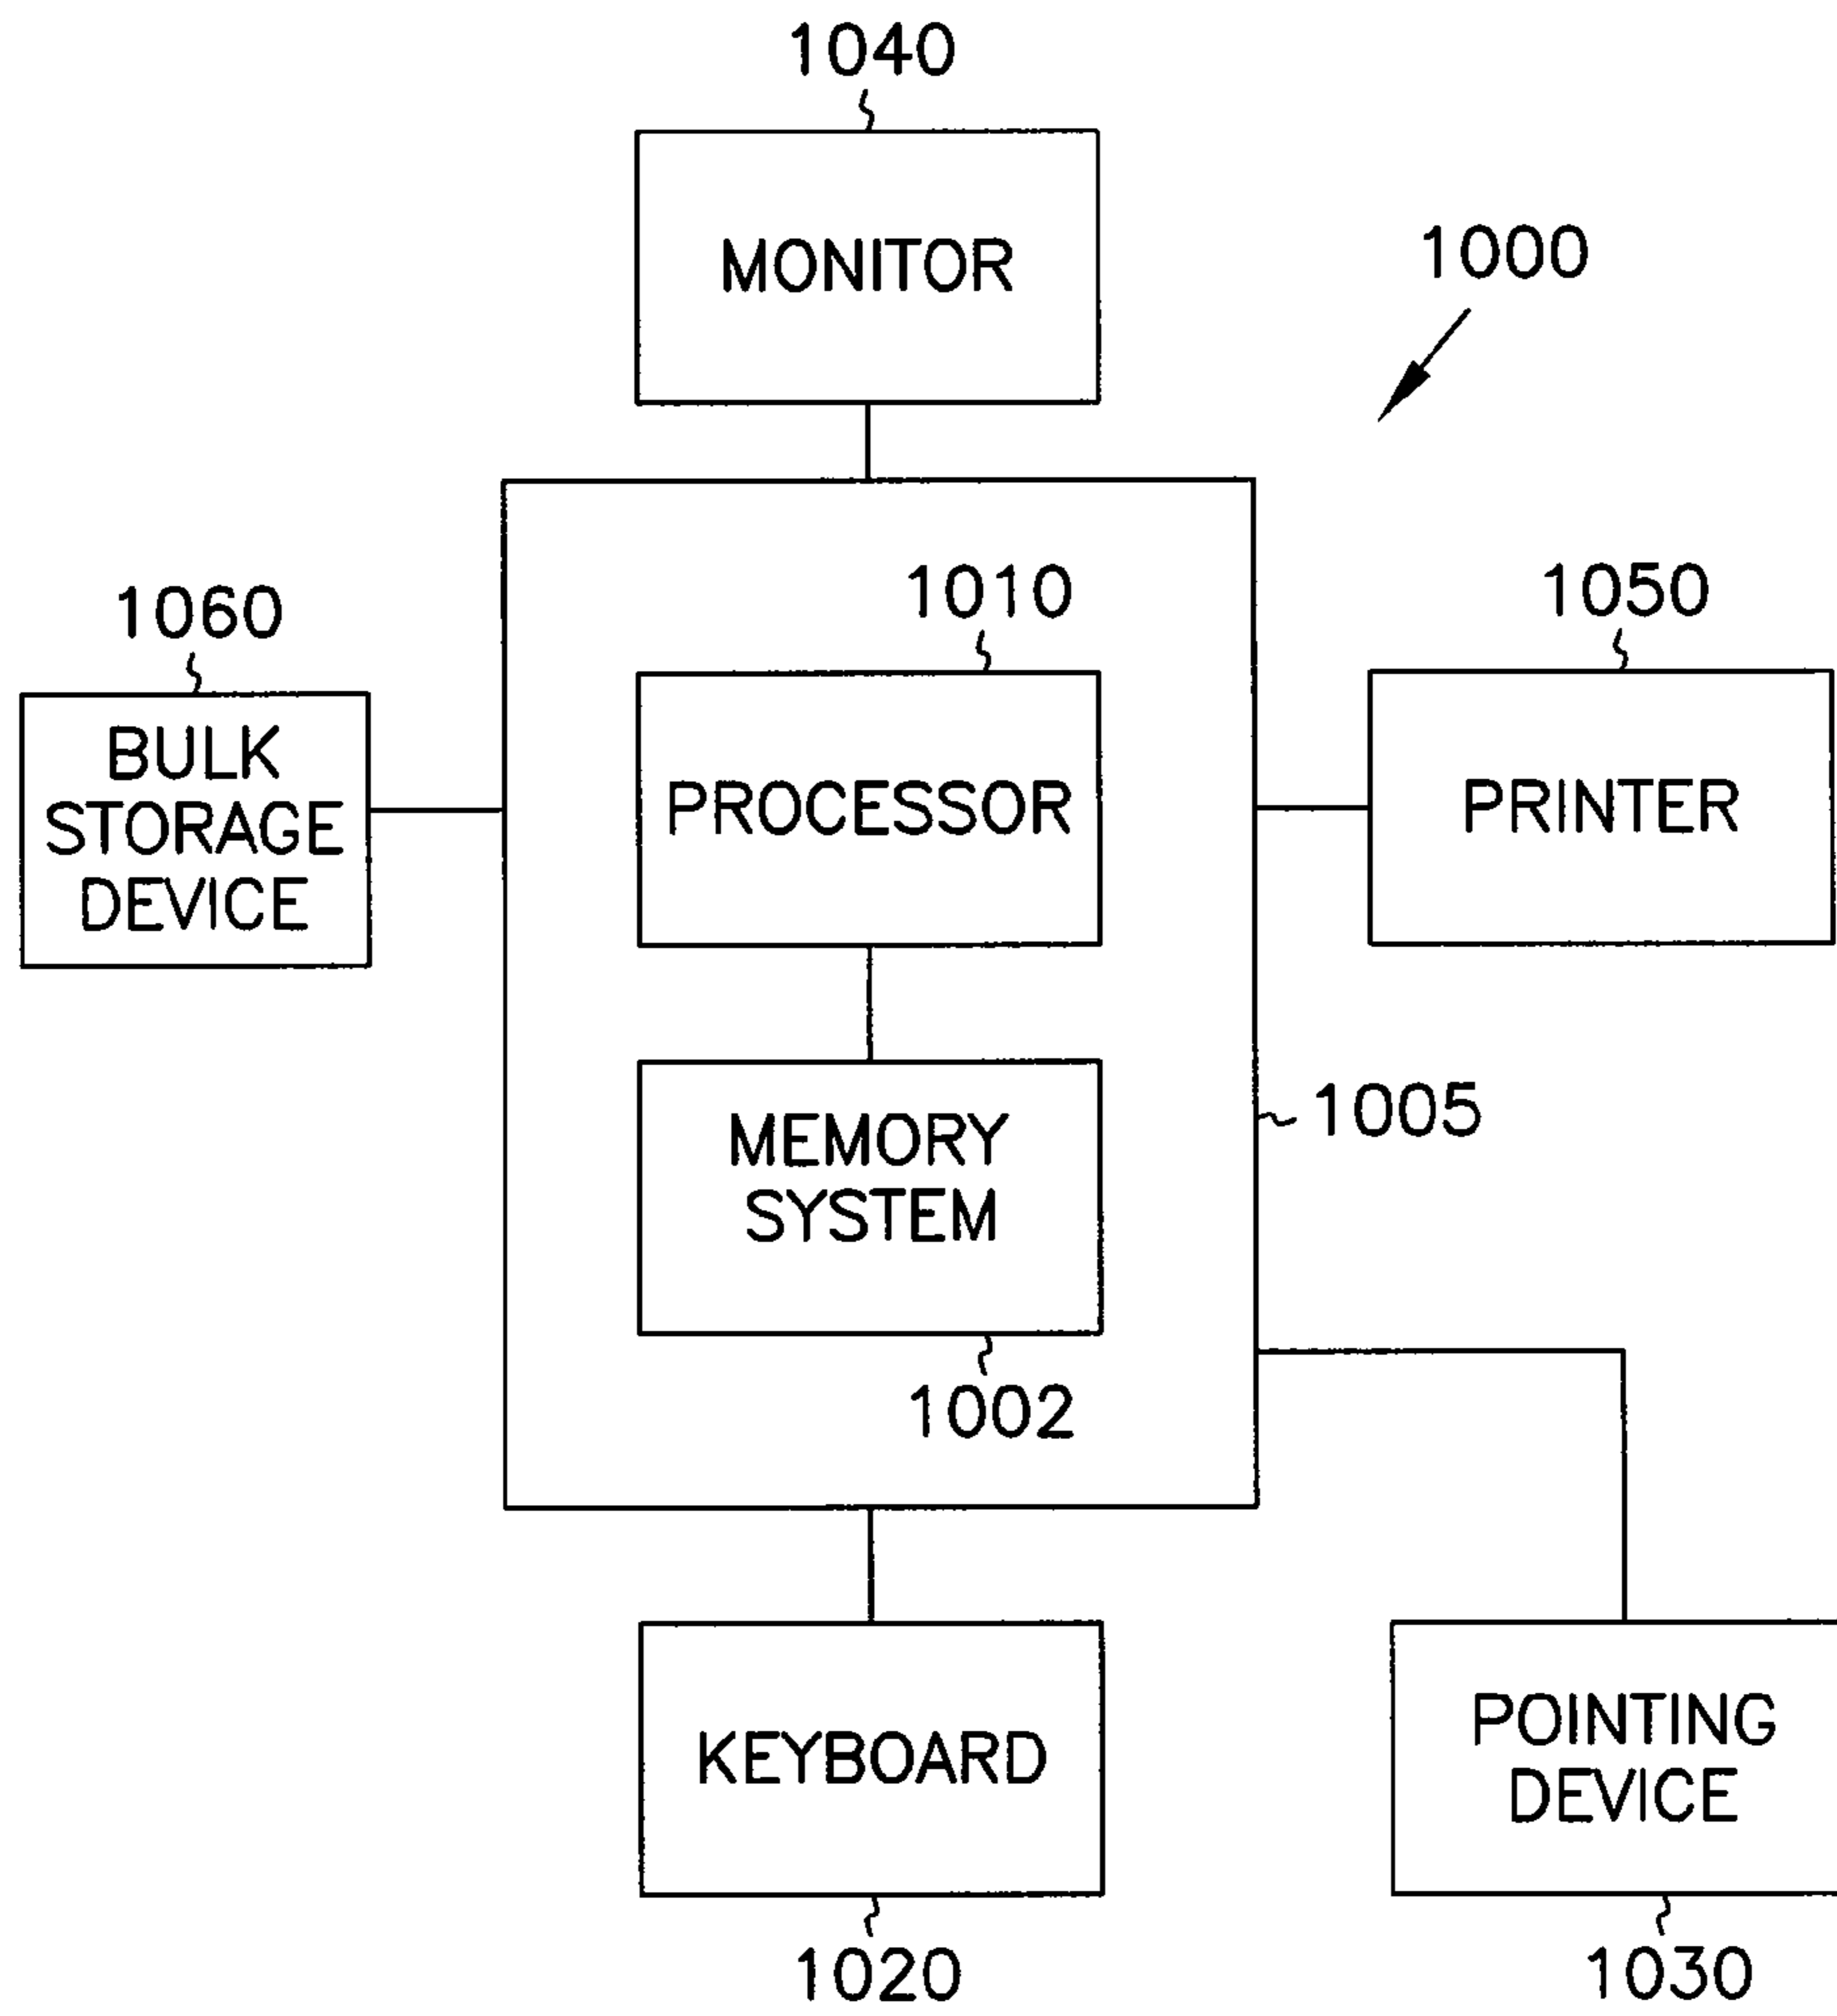 1040
MONITOR
1000
1060
BULK
STORAGE
DEVICE
1010
PROCESSOR
1050
PRINTER
MEMORY
SYSTEM
1005
1002
KEYBOARD
1020
POINTING
DEVICE
1030